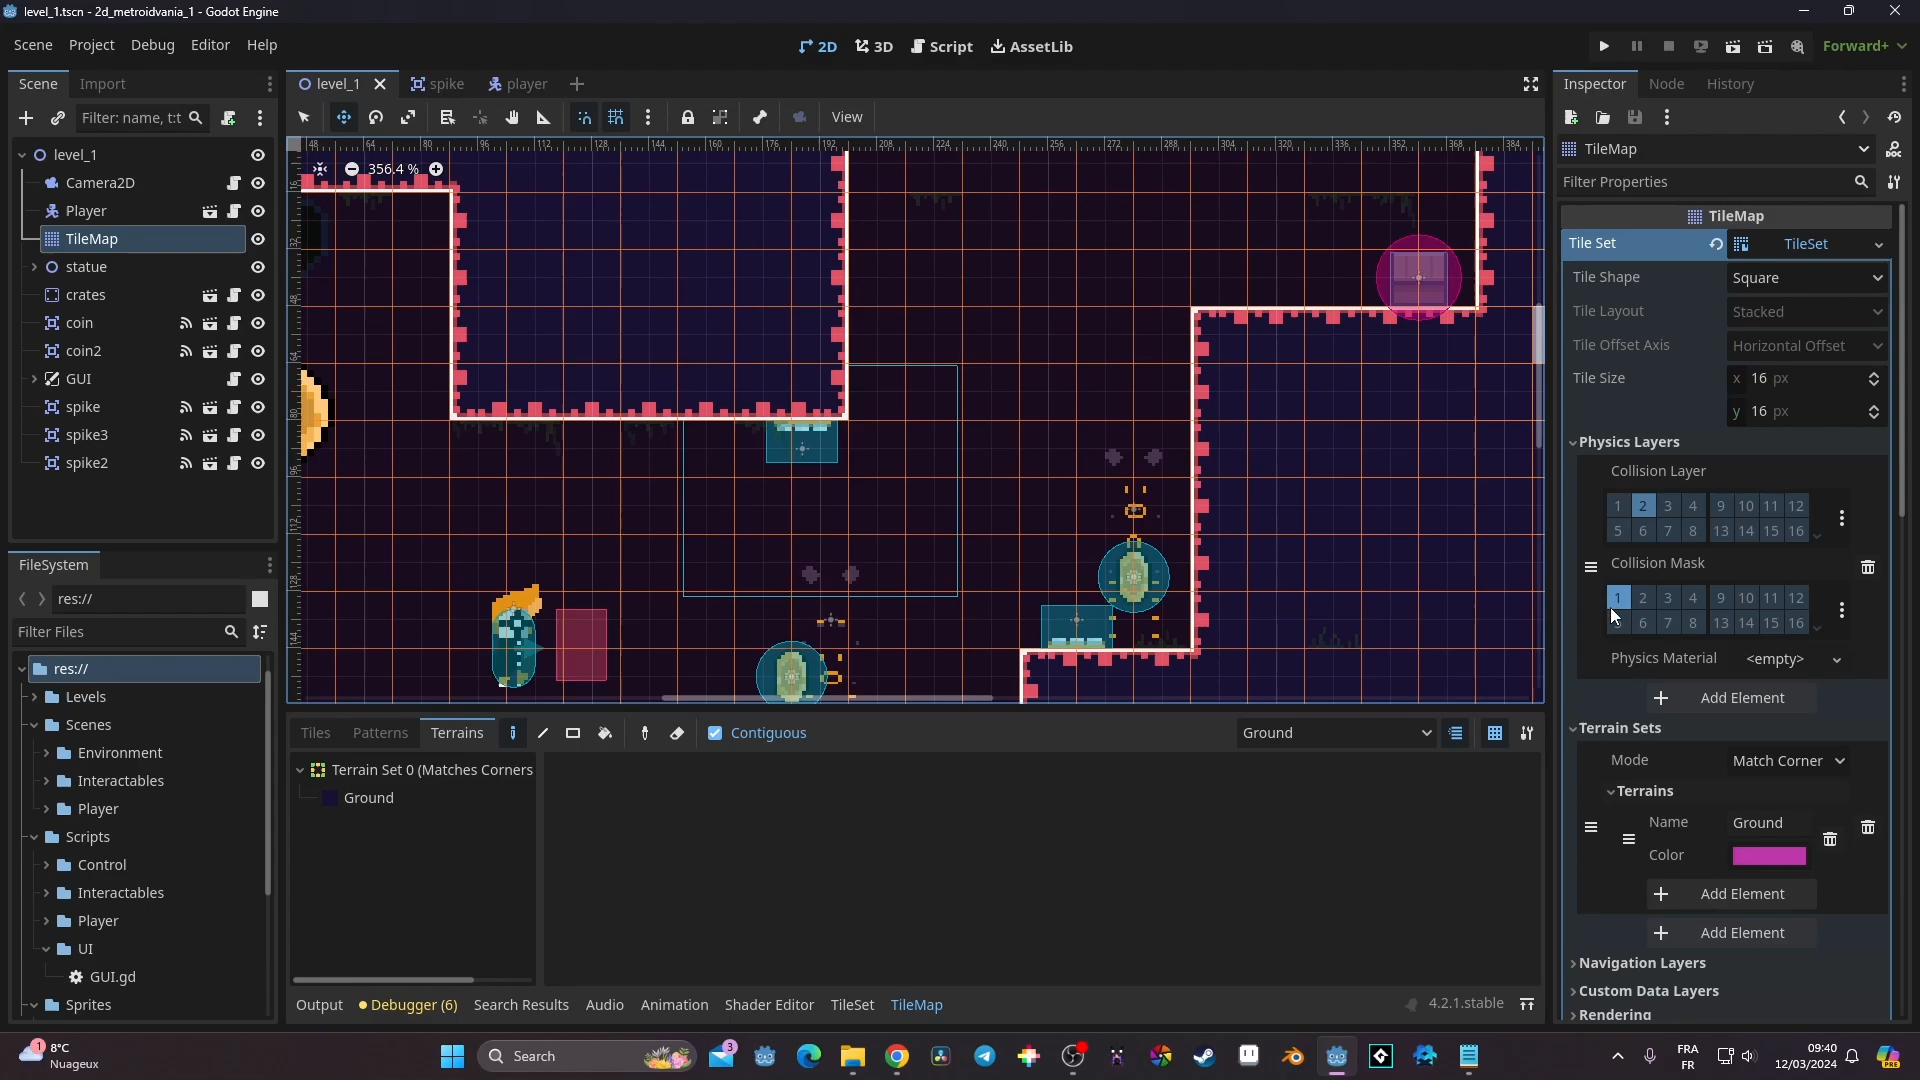 level_1.tscn - 2d_metroidvania_1 - Godot Engine
Scene Project Debug Editor Help
2D 3D Script AssetLib
Forward+
Scene Import
level_1 spike player
Inspector Node History
Filter: name, t:t
View
TileMap
Filter Properties
356.4 %
level_1
Camera2D
Player
TileMap
statue
crates
coin
coin2
GUI
spike
spike3
spike2
TileMap
Tile Set TileSet
Tile Shape Square
Tile Layout Stacked
Tile Offset Axis Horizontal Offset
Tile Size x 16 px
y 16 px
Physics Layers
Collision Layer
1 2 3 4 9 10 11 12
5 6 7 8 13 14 15 16
Collision Mask
1 2 3 4 9 10 11 12
6 7 8 13 14 15 16
Physics Material <empty>
Add Element
Terrain Sets
Mode Match Corner
Terrains
Name Ground
Color
Add Element
Add Element
Navigation Layers
Custom Data Layers
Rendering
FileSystem
res://
Filter Files
res://
Levels
Scenes
Environment
Interactables
Player
Scripts
Control
Interactables
Player
UI
GUI.gd
Sprites
Tiles Patterns Terrains Contiguous Ground
Terrain Set 0 (Matches Corners
Ground
Output Debugger (6) Search Results Audio Animation Shader Editor TileSet TileMap 4.2.1.stable
1 8°C
Nuageux
Search
3
FRA
FR
09:40
12/03/2024
PRE